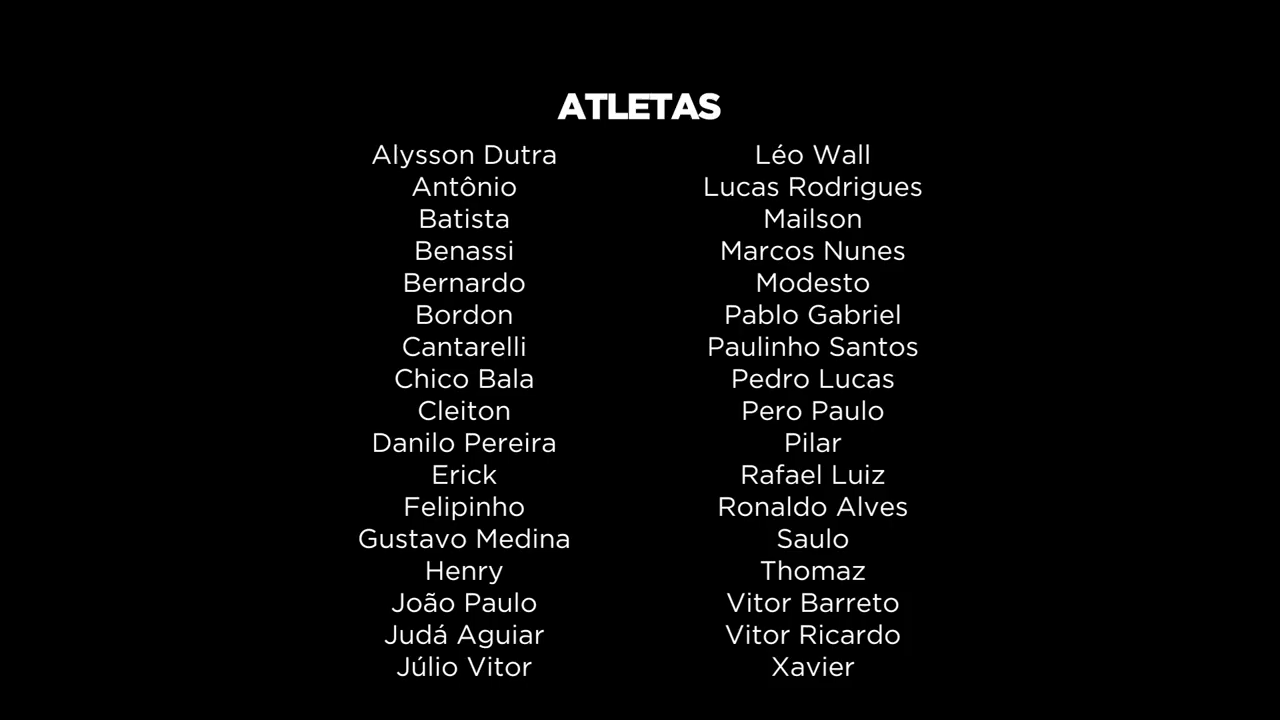 ATLETAS
Alysson Dutra
Antônio
Batista
Benassi
Bernardo
Bordon
Cantarelli
Chico Bala
Cleiton
Danilo Pereira
Erick
Felipinho
Gustavo Medina
Henry
João Paulo
Judá Aguiar
Júlio Vitor
Léo Wall
Lucas Rodrigues
Mailson
Marcos Nunes
Modesto
Pablo Gabriel
Paulinho Santos
Pedro Lucas
Pero Paulo
Pilar
Rafael Luiz
Ronaldo Alves
Saulo
Thomaz
Vitor Barreto
Vitor Ricardo
Xavier